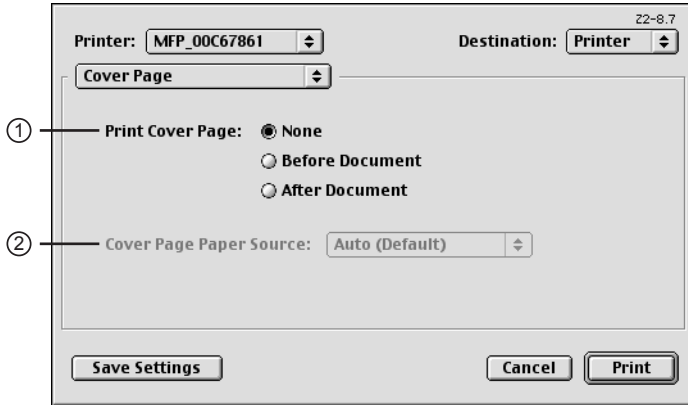 Z2-8.7
Printer: MFP_00C67861 Destination: Printer
Cover Page
① Print Cover Page: None
Before Document
After Document
② Cover Page Paper Source: Auto (Default)
Save Settings Cancel Print